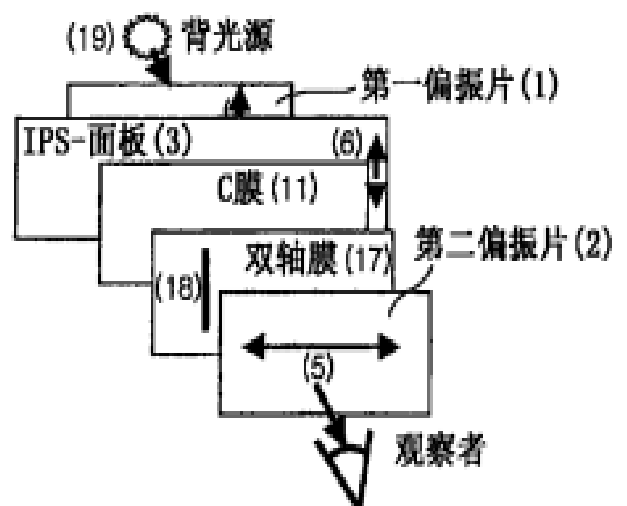 (19) 背光源
第一偏振片(1)
IPS-面板(3) (6)
C膜(11)
双轴膜(17) 第二偏振片(2)
(18)
(5)
观察者